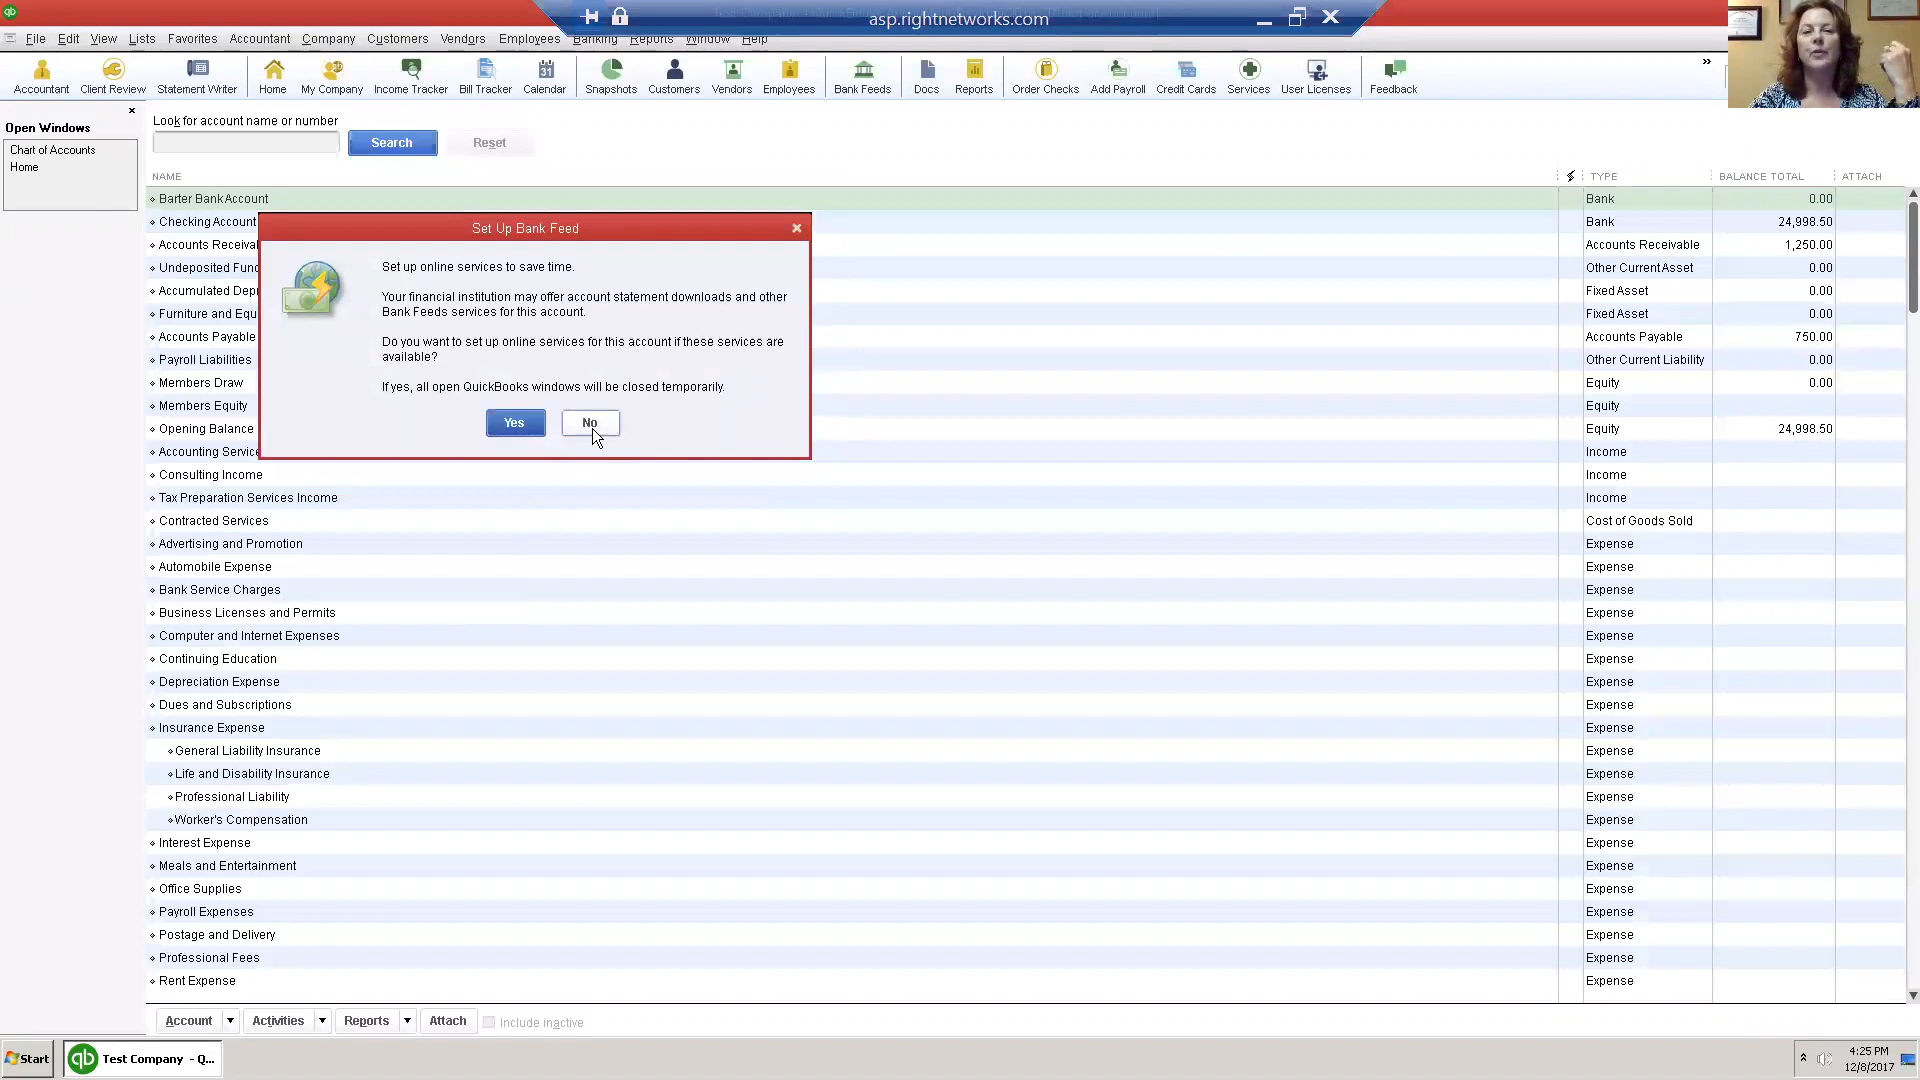 asp.rightnetworks.com
File Edit View Lists Favorites Accountant Company Customers Vendors Employees Banking Reports Window Help
Accountant Client Review Statement Writer Home My Company Income Tracker Bill Tracker Calendar Snapshots Customers Vendors Employees Bank Feeds Docs Reports Order Checks Add Payroll Credit Cards Services User Licenses Feedback
Open Windows
Chart of Accounts
Home
Look for account name or number
Search Reset
NAME TYPE BALANCE TOTAL ATTACH
Barter Bank Account Bank 0.00
Checking Account Bank 24,998.50
Accounts Receival Accounts Receivable 1,250.00
Undeposited Func Other Current Asset 0.00
Accumulated Depr Fixed Asset 0.00
Furniture and Equ Fixed Asset 0.00
Accounts Payable Accounts Payable 750.00
Payroll Liabilities Other Current Liability 0.00
Members Draw Equity 0.00
Members Equity Equity
Opening Balance Equity 24,998.50
Accounting Service Income
Consulting Income Income
Tax Preparation Services Income Income
Contracted Services Cost of Goods Sold
Advertising and Promotion Expense
Automobile Expense Expense
Bank Service Charges Expense
Business Licenses and Permits Expense
Computer and Internet Expenses Expense
Continuing Education Expense
Depreciation Expense Expense
Dues and Subscriptions Expense
Insurance Expense Expense
General Liability Insurance Expense
Life and Disability Insurance Expense
Professional Liability Expense
Worker's Compensation Expense
Interest Expense Expense
Meals and Entertainment Expense
Office Supplies Expense
Payroll Expenses Expense
Postage and Delivery Expense
Professional Fees Expense
Rent Expense Expense
Set Up Bank Feed
Set up online services to save time.
Your financial institution may offer account statement downloads and other
Bank Feeds services for this account.
Do you want to set up online services for this account if these services are
available?
If yes, all open QuickBooks windows will be closed temporarily.
Yes No
Account Activities Reports Attach Include inactive
Start qb Test Company - Q... 4:25 PM
12/8/2017